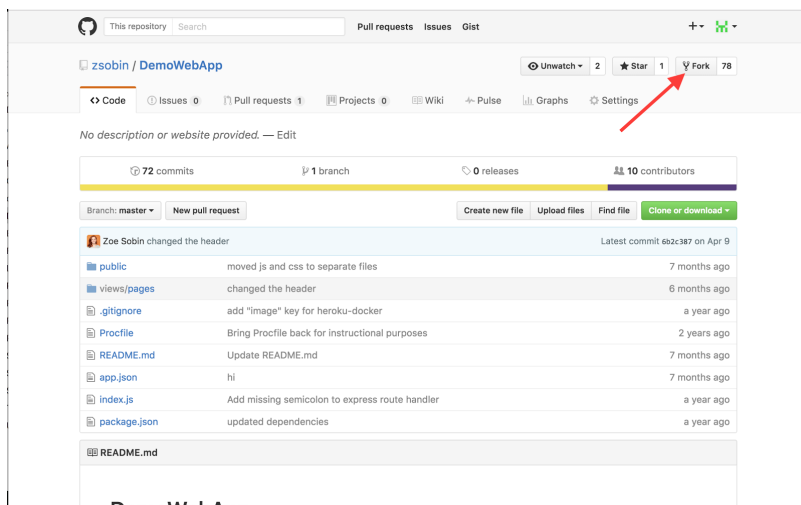 This repository Search Pull requests Issues Gist
zsobin / DemoWebApp Unwatch 2 Star 1 Fork 78
Code Issues 0 Pull requests 1 Projects 0 Wiki Pulse Graphs Settings
No description or website provided. — Edit
72 commits 1 branch 0 releases 10 contributors
Branch: master New pull request Create new file Upload files Find file Clone or download
Zoe Sobin changed the header Latest commit 6b2c387 on Apr 9
public moved js and css to separate files 7 months ago
views/pages changed the header 6 months ago
.gitignore add "image" key for heroku-docker a year ago
Procfile Bring Procfile back for instructional purposes 2 years ago
README.md Update README.md 7 months ago
app.json hi 7 months ago
index.js Add missing semicolon to express route handler a year ago
package.json updated dependencies a year ago
README.md